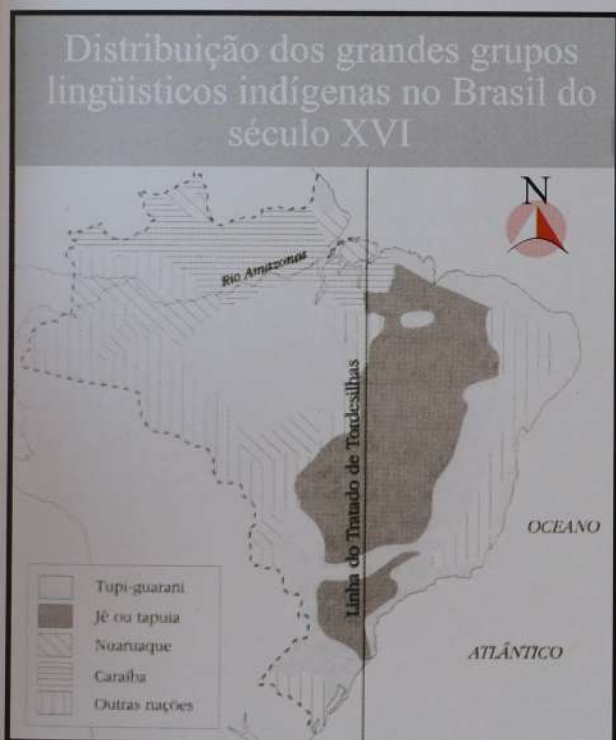 Distribuição dos grandes grupos
lingüisticos indígenas no Brasil do
século XVI
N
Rio Amazonas
Linha do Tratado de Tordesilhas
OCEANO
ATLÂNTICO
Tupi-guarani
Jê ou tapuia
Nuaruaque
Caraíba
Outras nações